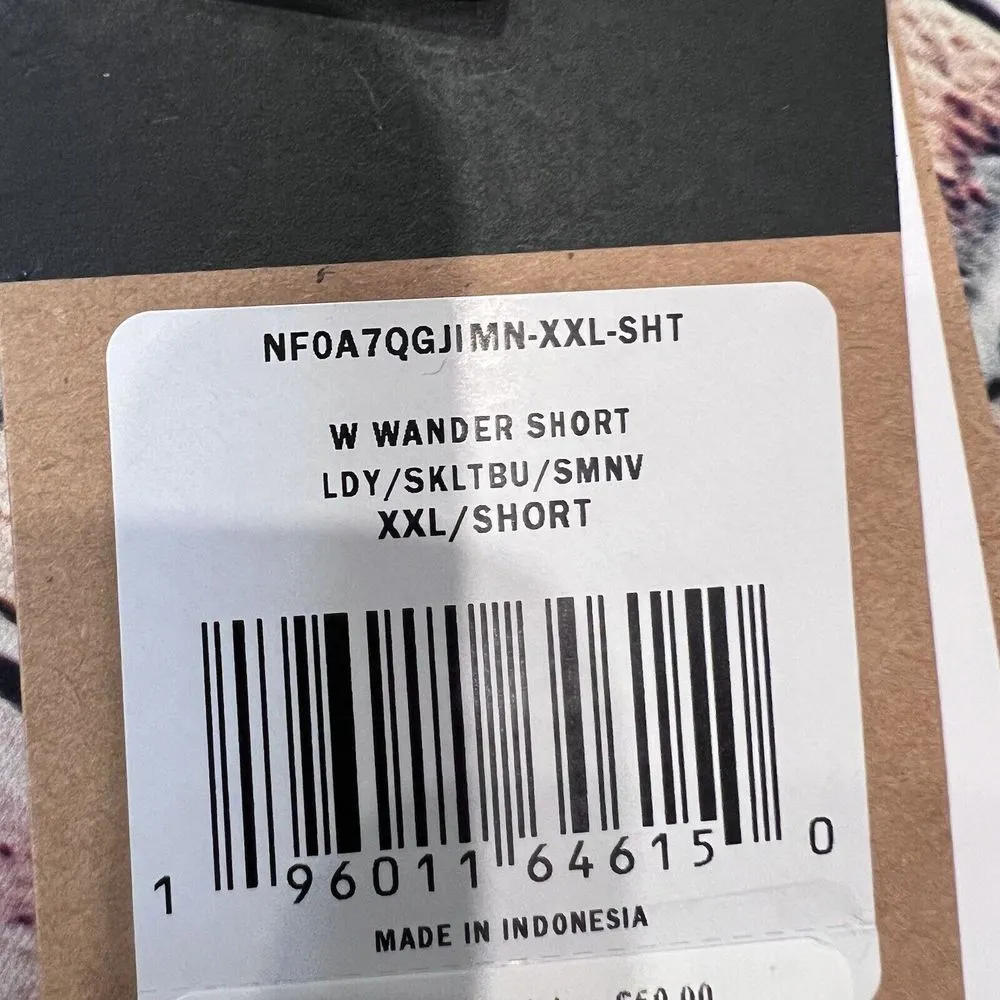 NF0A7QGJIMN-XXL-SHT
W WANDER SHORT
LDY/SKLTBU/SMNV
XXL/SHORT
1 96011 64615 0
MADE IN INDONESIA